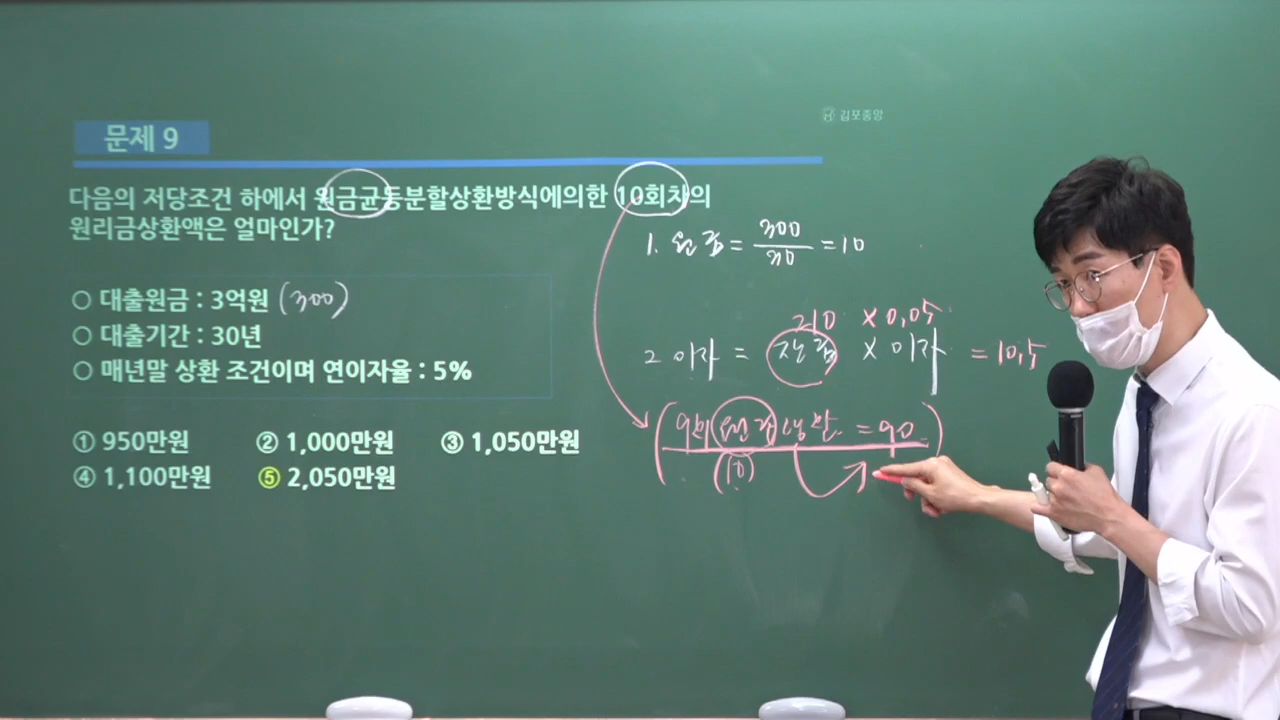 김포중앙
문제 9
다음의 저당조건 하에서 원금균등분할상환방식에의한 10회차의
원리금상환액은 얼마인가?
○ 대출원금 : 3억원 (300)
○ 대출기간 : 30년
○ 매년말 상환 조건이며 연이자율 : 5%
① 950만원 ② 1,000만원 ③ 1,050만원
④ 1,100만원 ⑤ 2,050만원
1. 원금 = 300/30 = 10
210 × 0,05
2 이자 = 잔금 × 이자 = 10,5
(9회 원금상환 = 90)
(10)